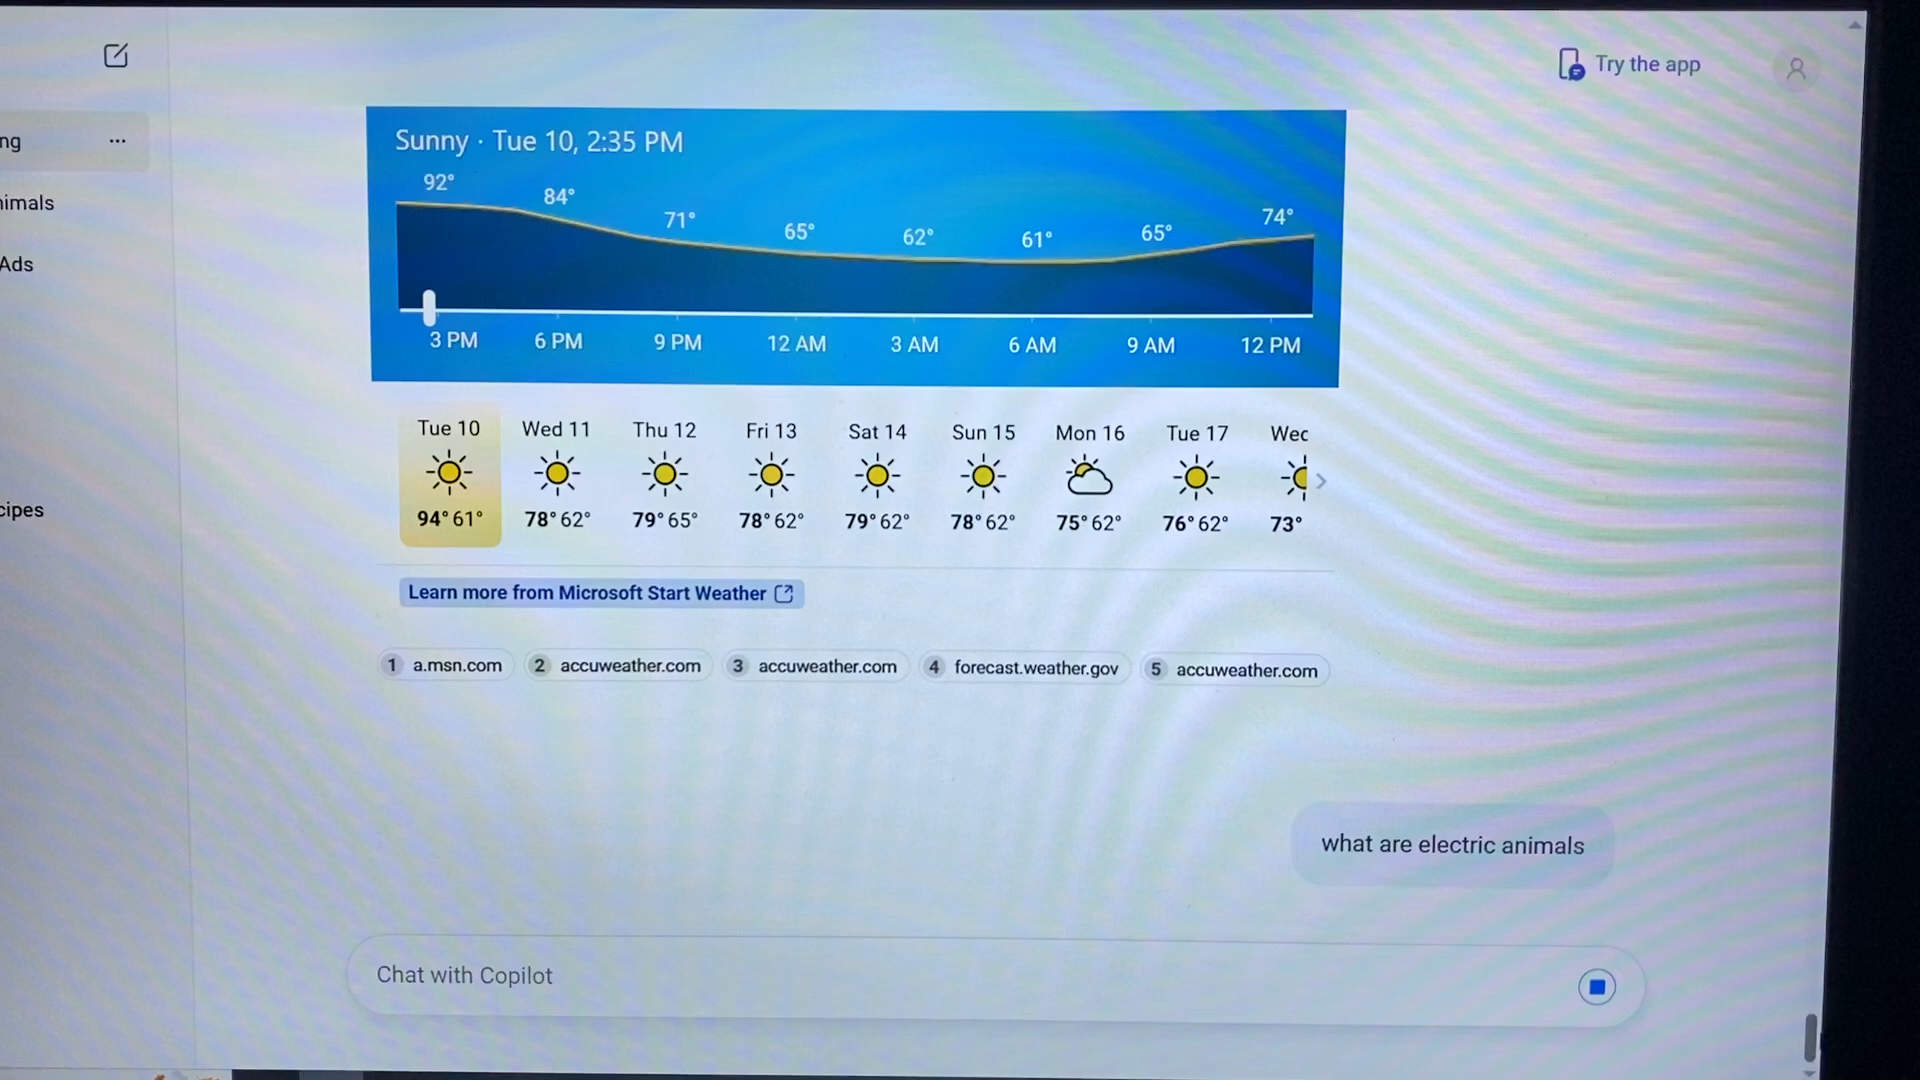 Try the app
ng ...
nimals
Ads
cipes
Sunny · Tue 10, 2:35 PM
92° 84° 71° 65° 62° 61° 65° 74°
3 PM 6 PM 9 PM 12 AM 3 AM 6 AM 9 AM 12 PM
Tue 10 Wed 11 Thu 12 Fri 13 Sat 14 Sun 15 Mon 16 Tue 17 Wec
94° 61° 78° 62° 79° 65° 78° 62° 79° 62° 78° 62° 75° 62° 76° 62° 73°
Learn more from Microsoft Start Weather
1 a.msn.com 2 accuweather.com 3 accuweather.com 4 forecast.weather.gov 5 accuweather.com
what are electric animals
Chat with Copilot